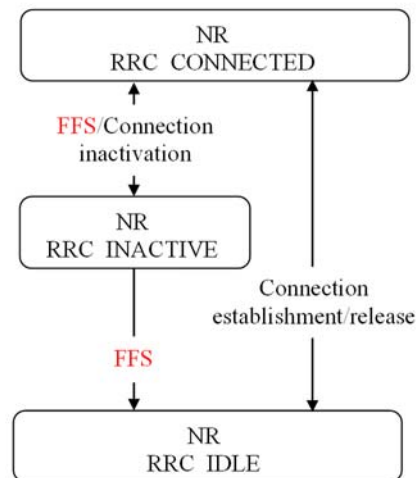 NR
RRC CONNECTED
FFS/Connection
inactivation
NR
RRC INACTIVE
Connection
establishment/release
FFS
NR
RRC IDLE